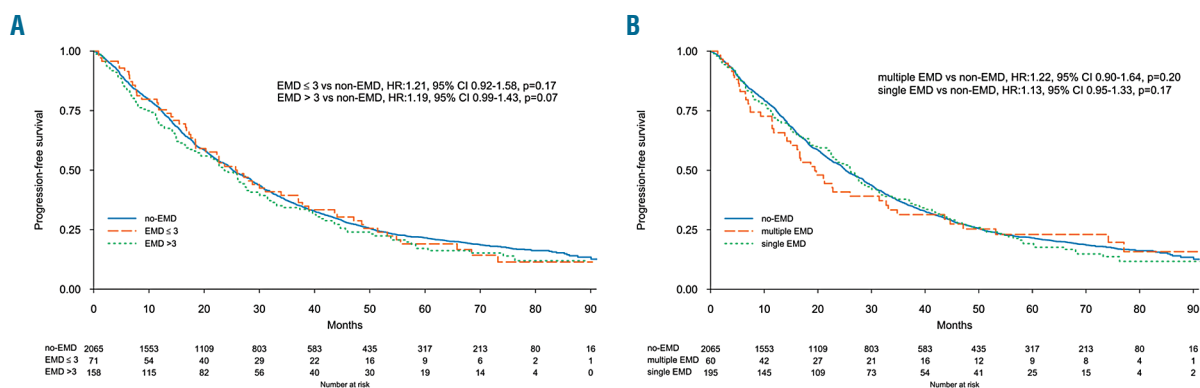 A
Progression-free survival
1.00
0.75
0.50
0.25
0.00
EMD ≤ 3 vs non-EMD, HR:1.21, 95% CI 0.92-1.58, p=0.17
EMD > 3 vs non-EMD, HR:1.19, 95% CI 0.99-1.43, p=0.07
no-EMD
EMD ≤ 3
EMD >3
0 10 20 30 40 50 60 70 80 90
Months
no-EMD 2065 1553 1109 803 583 435 317 213 80 16
EMD ≤ 3 71 54 40 29 22 16 9 6 2 1
EMD >3 158 115 82 56 40 30 19 14 4 0
Number at risk
B
Progression-free survival
1.00
0.75
0.50
0.25
0.00
multiple EMD vs non-EMD, HR:1.22, 95% CI 0.90-1.64, p=0.20
single EMD vs non-EMD, HR:1.13, 95% CI 0.95-1.33, p=0.17
no-EMD
multiple EMD
single EMD
0 10 20 30 40 50 60 70 80 90
Months
no-EMD 2065 1553 1109 803 583 435 317 213 80 16
multiple EMD 60 42 27 21 16 12 9 8 4 1
single EMD 195 145 109 73 54 41 25 15 4 2
Number at risk